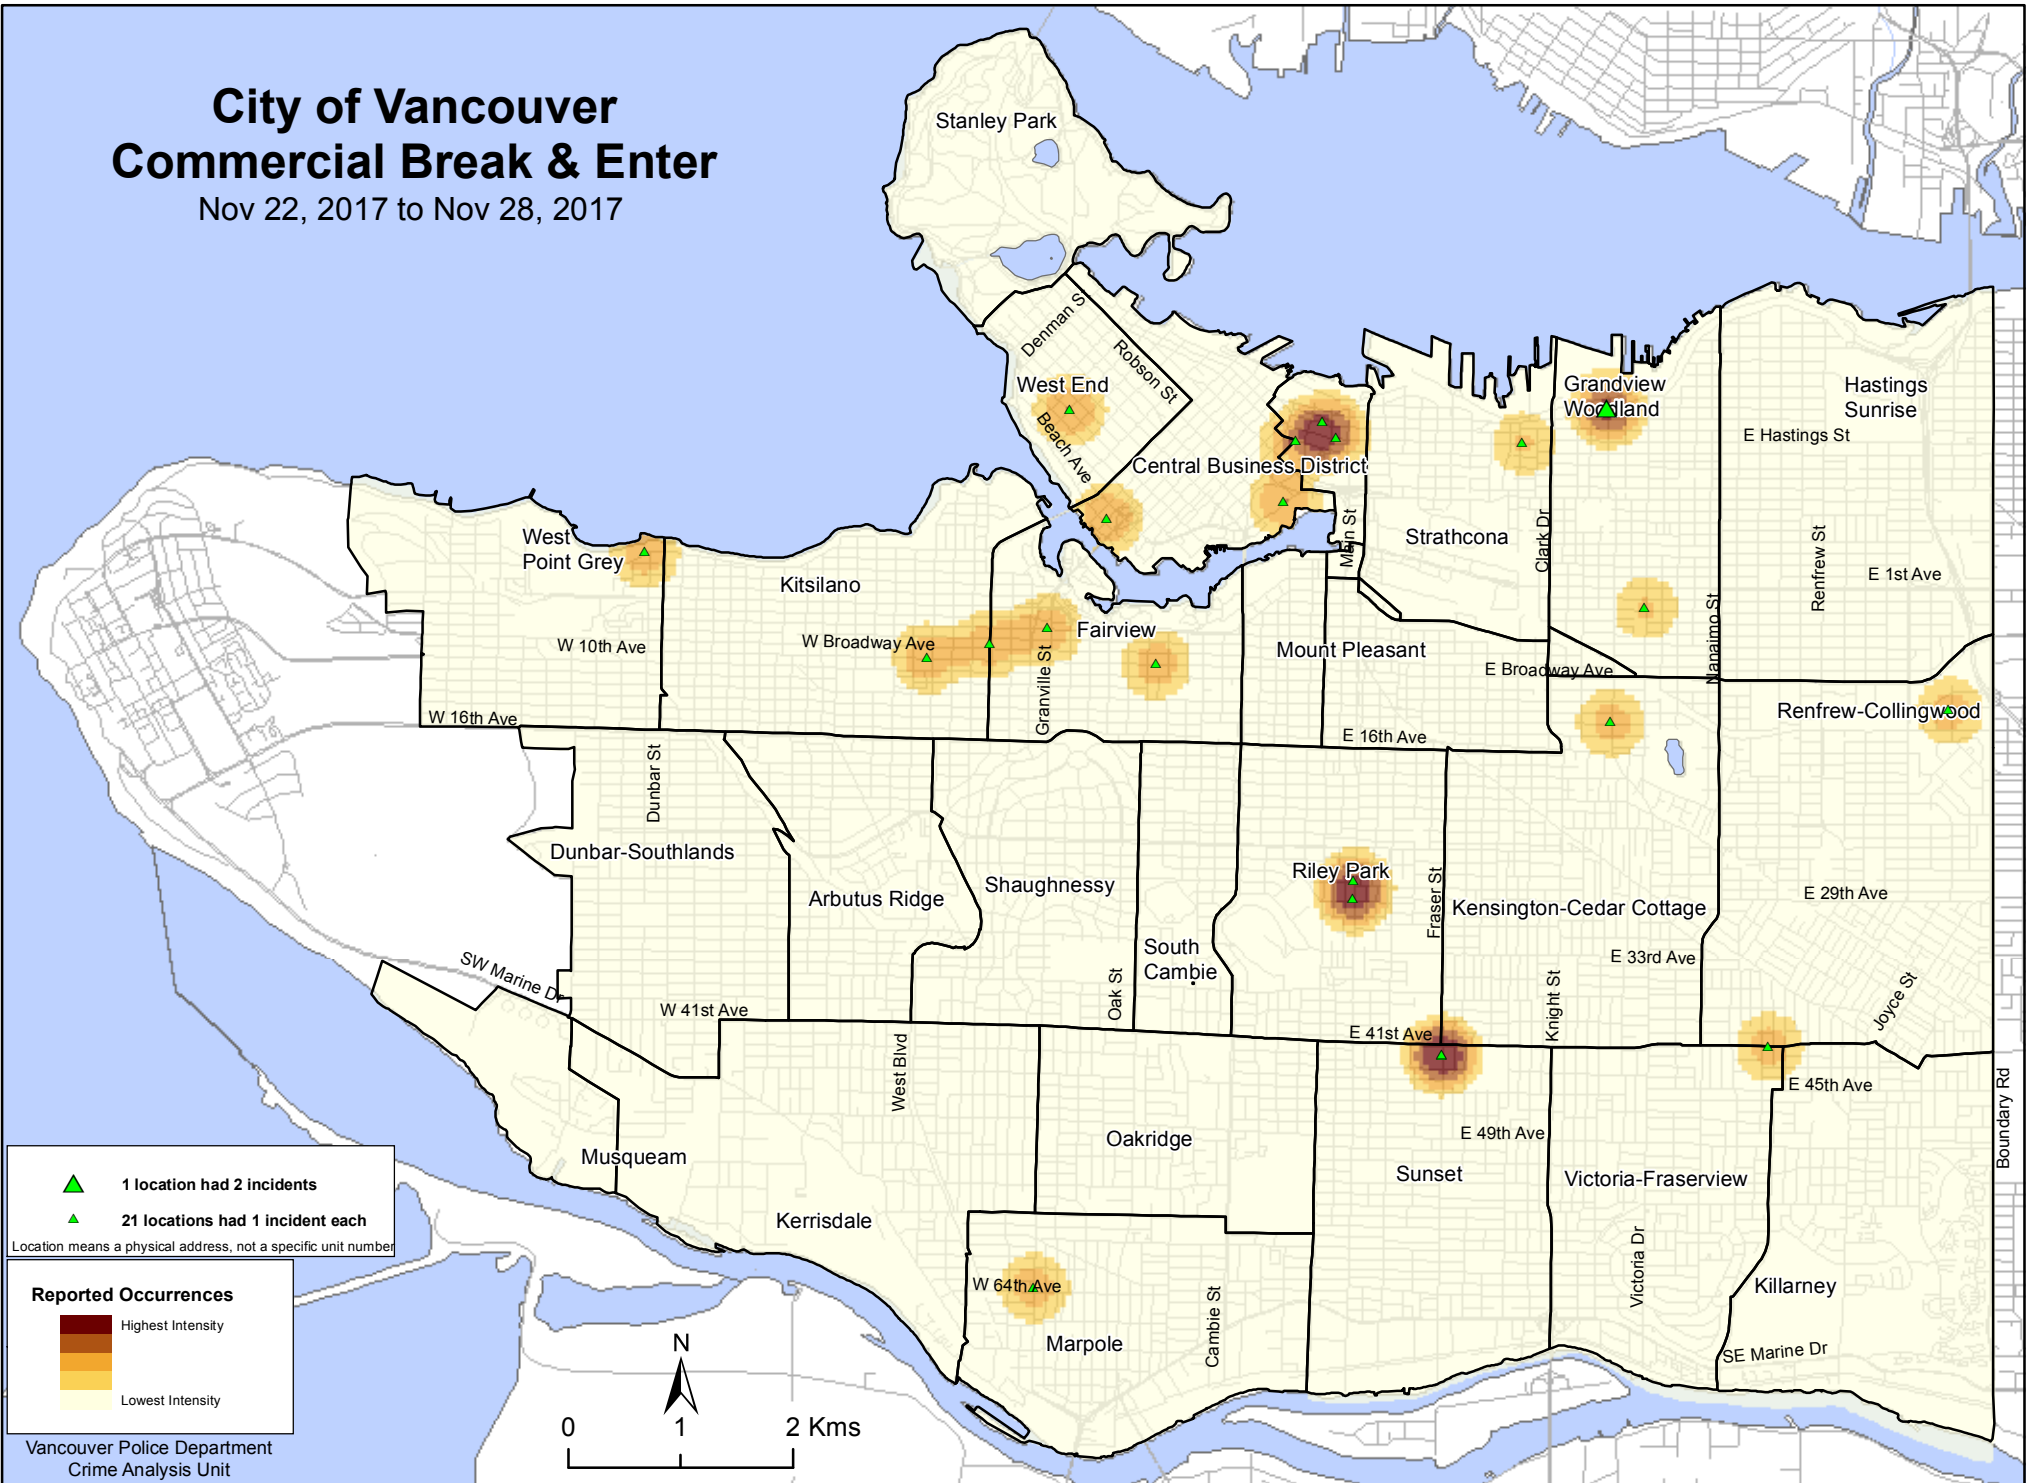 City of Vancouver
Commercial Break & Enter
Nov 22, 2017 to Nov 28, 2017
Stanley Park
Denman St
Robson St
West End
Beach Ave
Central Business District
Grandview
Woodland
Hastings
Sunrise
E Hastings St
West
Point Grey
Kitsilano
Main St
Strathcona
Clark Dr
Renfrew St
E 1st Ave
Nanaimo St
W 10th Ave
W Broadway Ave
Fairview
Granville St
Mount Pleasant
E Broadway Ave
W 16th Ave
E 16th Ave
Renfrew-Collingwood
Dunbar St
Dunbar-Southlands
Arbutus Ridge
Shaughnessy
Riley Park
Fraser St
Kensington-Cedar Cottage
E 29th Ave
South
Cambie
E 33rd Ave
SW Marine Dr
W 41st Ave
Oak St
Knight St
Joyce St
E 41st Ave
West Blvd
E 45th Ave
Boundary Rd
E 49th Ave
Oakridge
Musqueam
Sunset
Victoria-Fraserview
Kerrisdale
Victoria Dr
W 64th Ave
Cambie St
Killarney
Marpole
SE Marine Dr
1 location had 2 incidents
21 locations had 1 incident each
Location means a physical address, not a specific unit number
Reported Occurrences
Highest Intensity
Lowest Intensity
N
0 1 2 Kms
Vancouver Police Department
Crime Analysis Unit